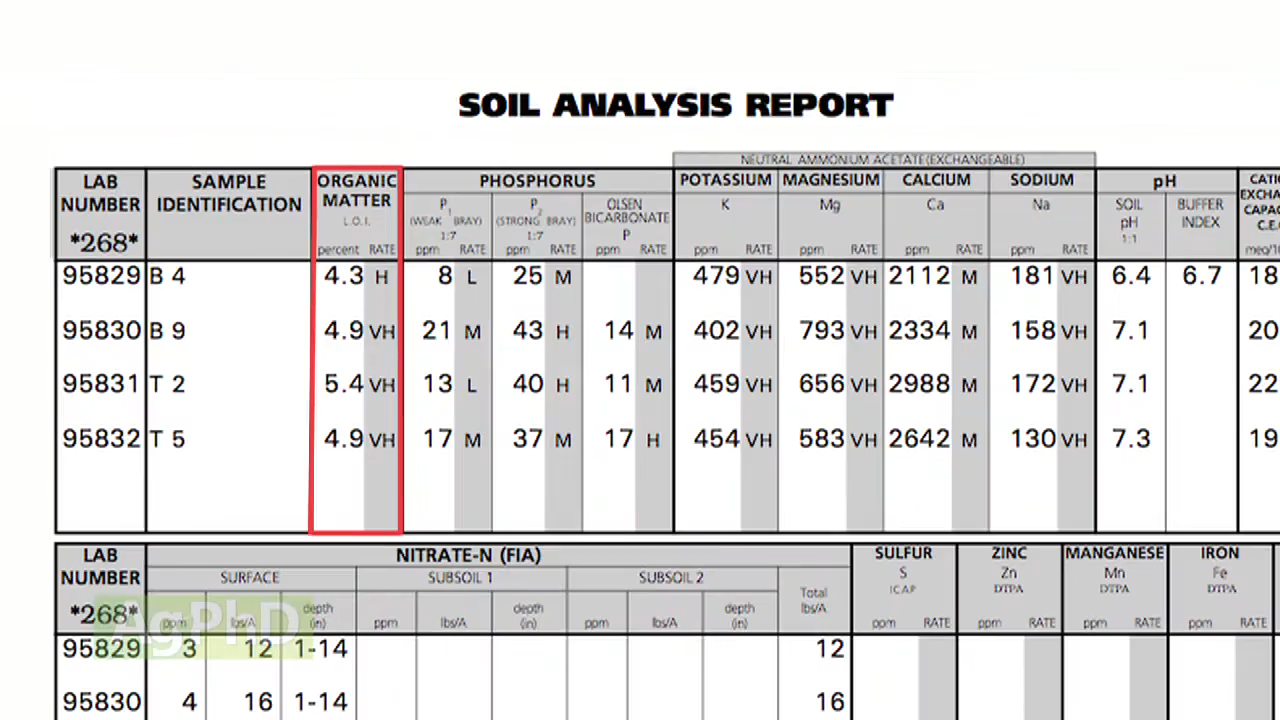 SOIL ANALYSIS REPORT
NEUTRAL AMMONIUM ACETATE (EXCHANGEABLE)
LAB NUMBER *268* SAMPLE IDENTIFICATION ORGANIC MATTER L.O.I. percent RATE PHOSPHORUS P1 (WEAK BRAY) 1:7 ppm RATE P2 (STRONG BRAY) 1:7 ppm RATE OLSEN BICARBONATE P ppm RATE POTASSIUM K ppm RATE MAGNESIUM Mg ppm RATE CALCIUM Ca ppm RATE SODIUM Na ppm RATE pH SOIL pH 1:1 BUFFER INDEX C.E.C. meq/10
95829 B 4 4.3 H 8 L 25 M 479 VH 552 VH 2112 M 181 VH 6.4 6.7 18
95830 B 9 4.9 VH 21 M 43 H 14 M 402 VH 793 VH 2334 M 158 VH 7.1 20
95831 T 2 5.4 VH 13 L 40 H 11 M 459 VH 656 VH 2988 M 172 VH 7.1 22
95832 T 5 4.9 VH 17 M 37 M 17 H 454 VH 583 VH 2642 M 130 VH 7.3 19
LAB NUMBER *268* NITRATE-N (FIA) SURFACE ppm lbs/A depth (in) SUBSOIL 1 ppm lbs/A depth (in) SUBSOIL 2 ppm lbs/A depth (in) Total lbs/A SULFUR S ICAP ppm RATE ZINC Zn DTPA ppm RATE MANGANESE Mn DTPA ppm RATE IRON Fe DTPA ppm RATE
AgPhD
95829 3 12 1-14 12
95830 4 16 1-14 16